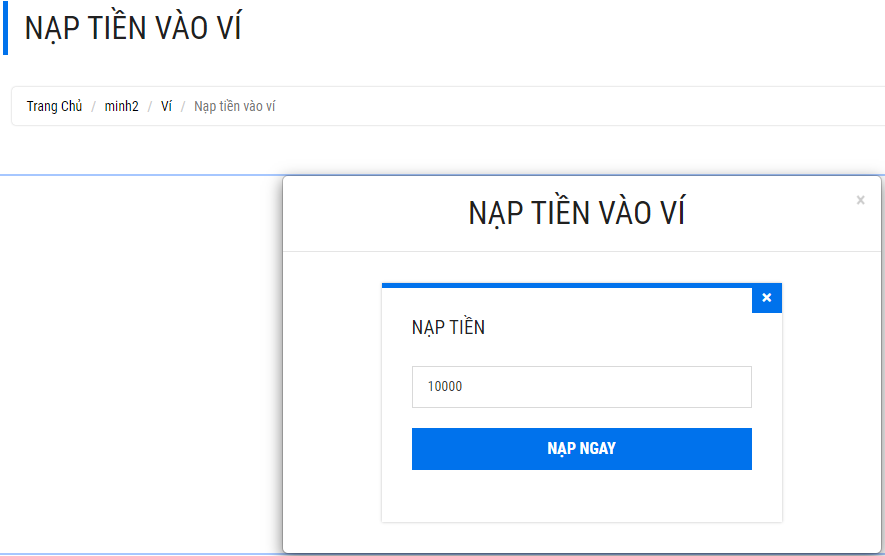 NẠP TIỀN VÀO VÍ
Trang Chủ / minh2 / Ví / Nạp tiền vào ví
NẠP TIỀN VÀO VÍ
×
×
NẠP TIỀN
10000
NẠP NGAY